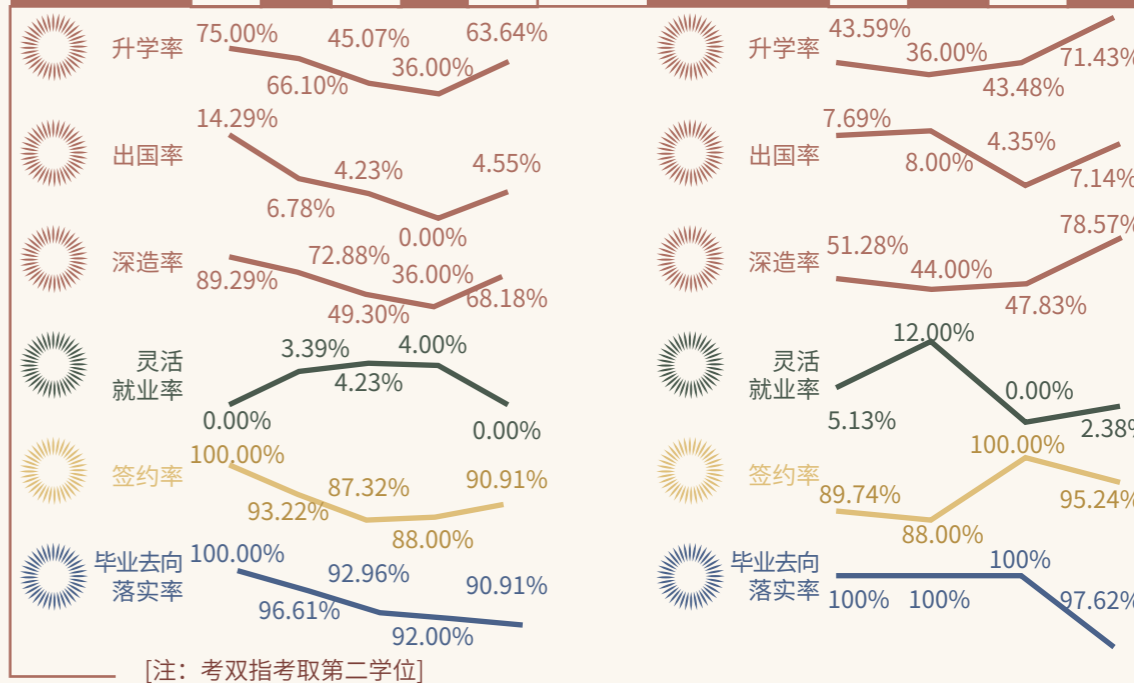 升学率 75.00% 66.10% 45.07% 36.00% 63.64%
出国率 14.29% 6.78% 4.23% 0.00% 4.55%
深造率 89.29% 72.88% 49.30% 36.00% 68.18%
灵活
就业率 0.00% 3.39% 4.23% 4.00% 0.00%
签约率 100.00% 93.22% 87.32% 88.00% 90.91%
毕业去向
落实率 100.00% 96.61% 92.96% 92.00% 90.91%
[注：考双指考取第二学位]
升学率 43.59% 36.00% 43.48% 71.43%
出国率 7.69% 8.00% 4.35% 7.14%
深造率 51.28% 44.00% 47.83% 78.57%
灵活
就业率 5.13% 12.00% 0.00% 2.38%
签约率 89.74% 88.00% 100.00% 95.24%
毕业去向
落实率 100% 100% 100% 97.62%